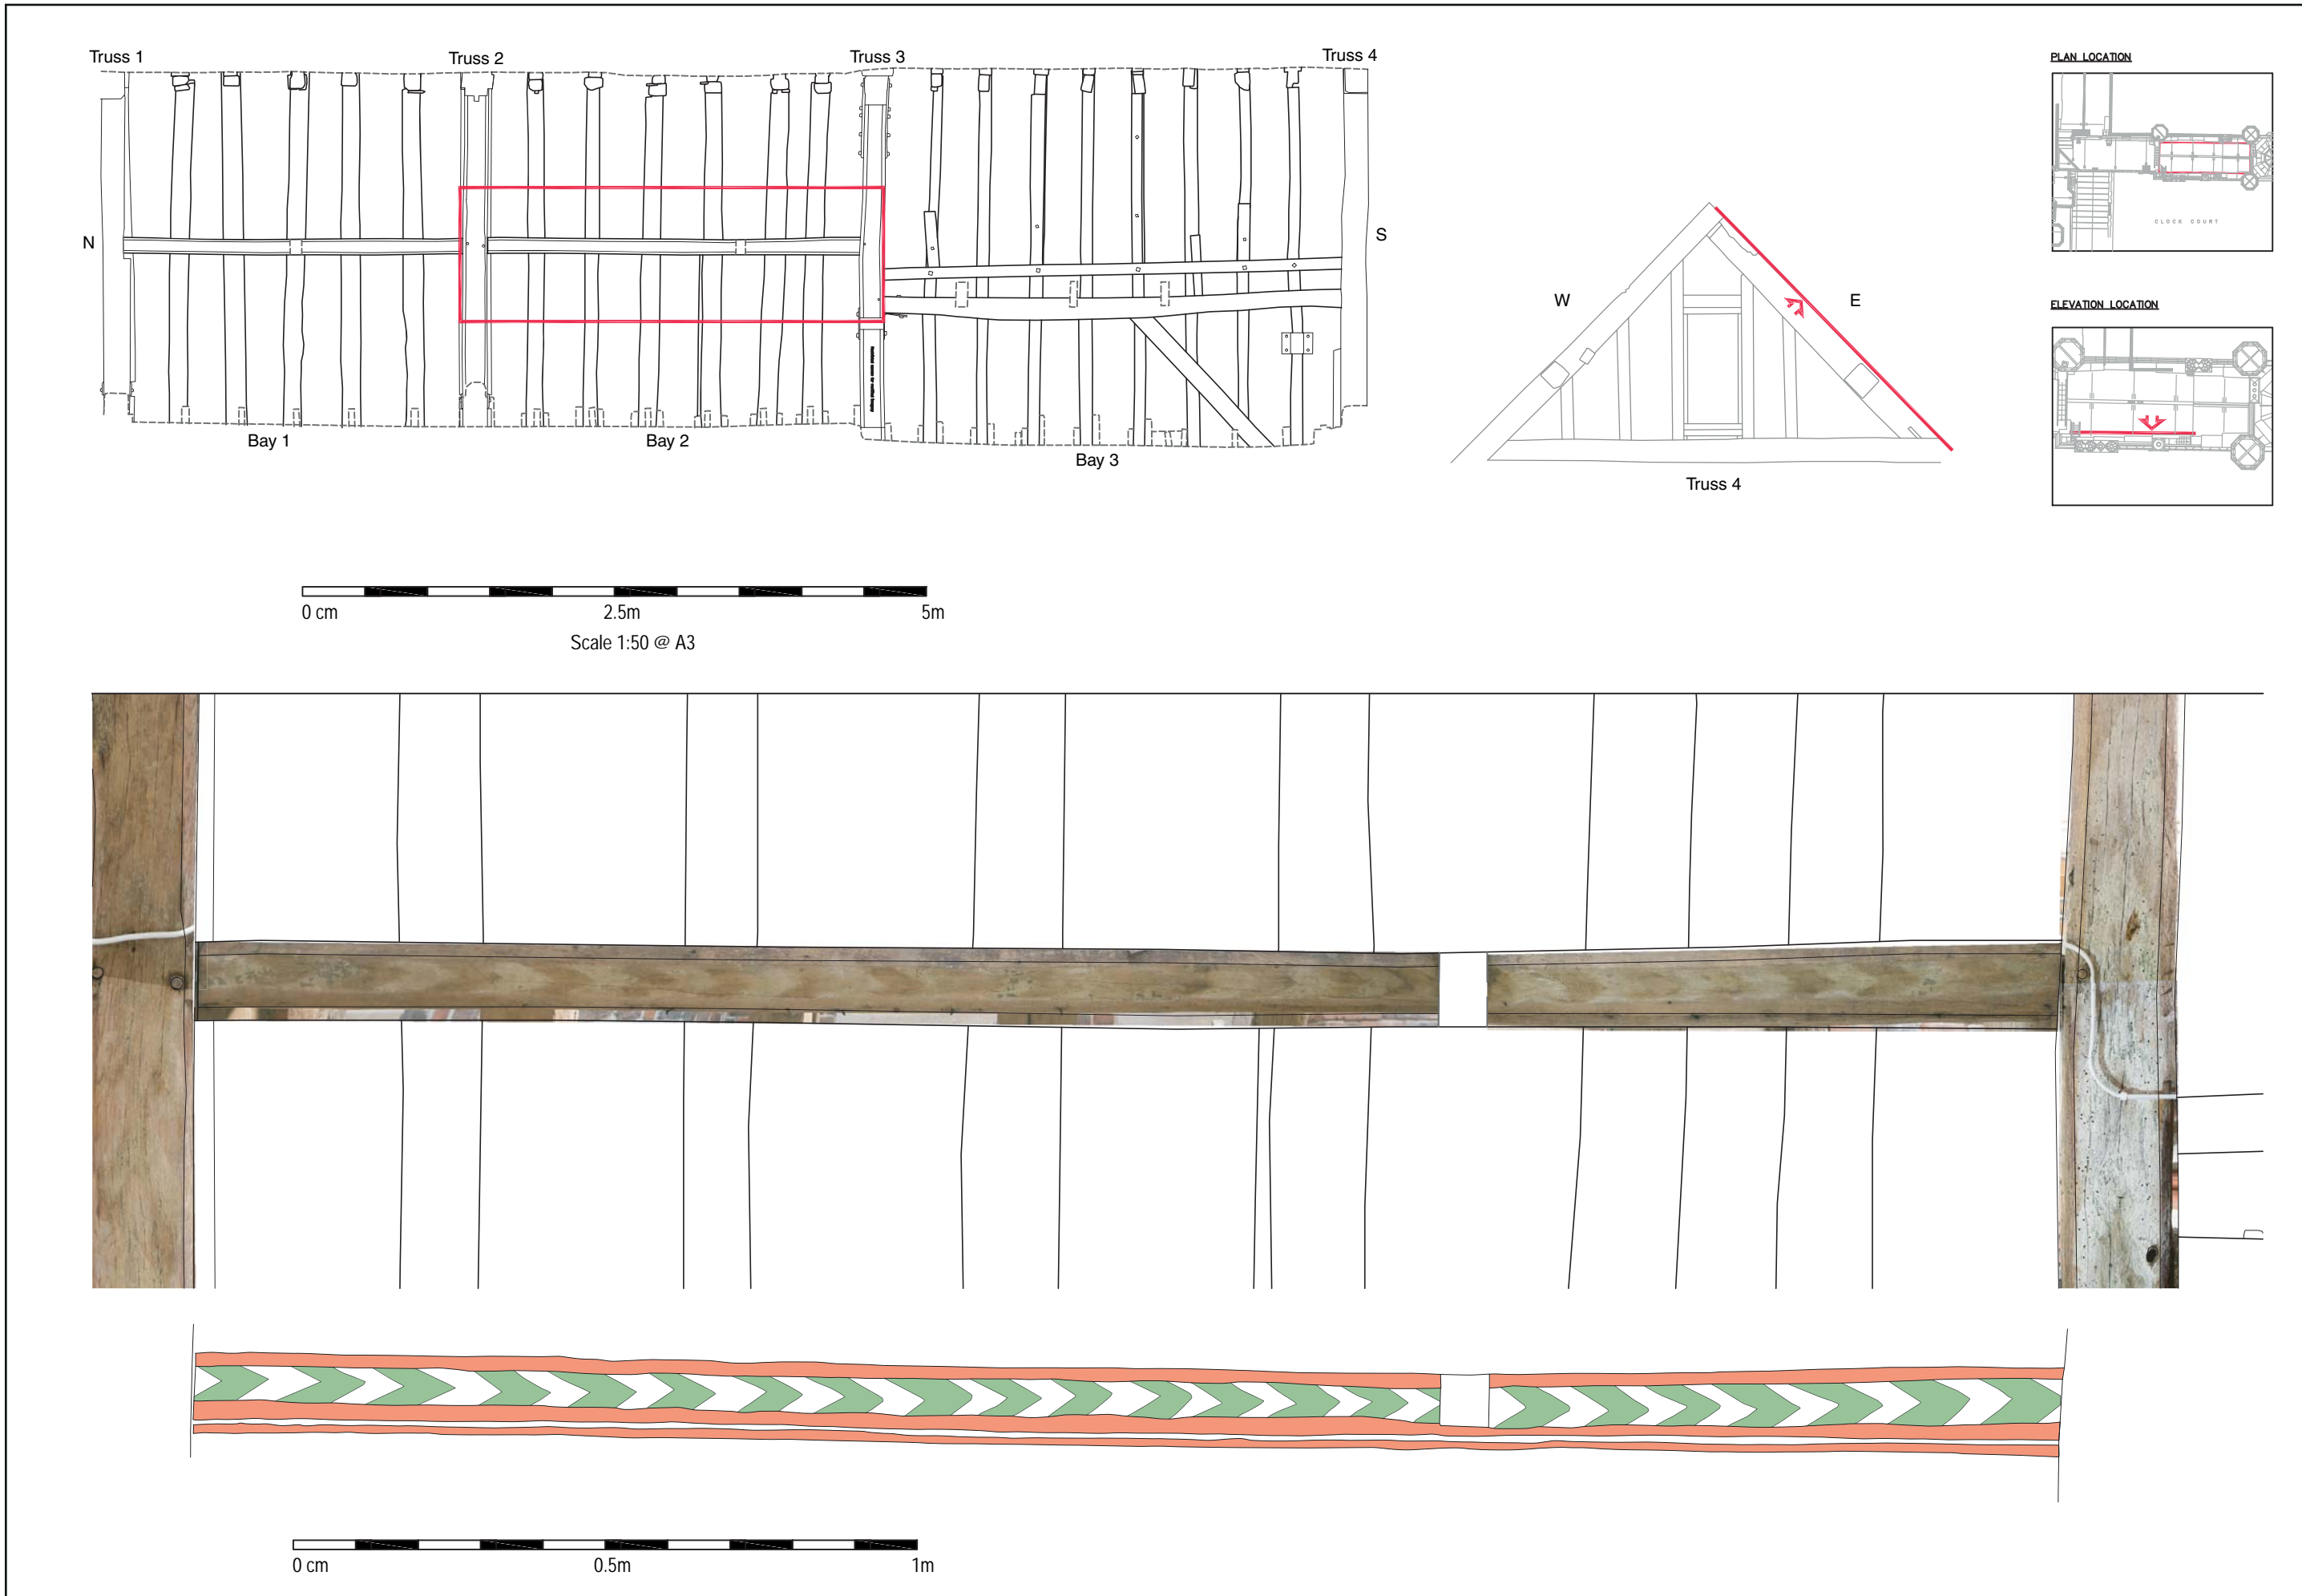 Truss 1
Truss 2
Truss 3
Truss 4
N
S
Bay 1
Bay 2
Bay 3
W
E
Truss 4
PLAN LOCATION
CLOCK COURT
ELEVATION LOCATION
0 cm
2.5m
5m
Scale 1:50 @ A3
0 cm
0.5m
1m